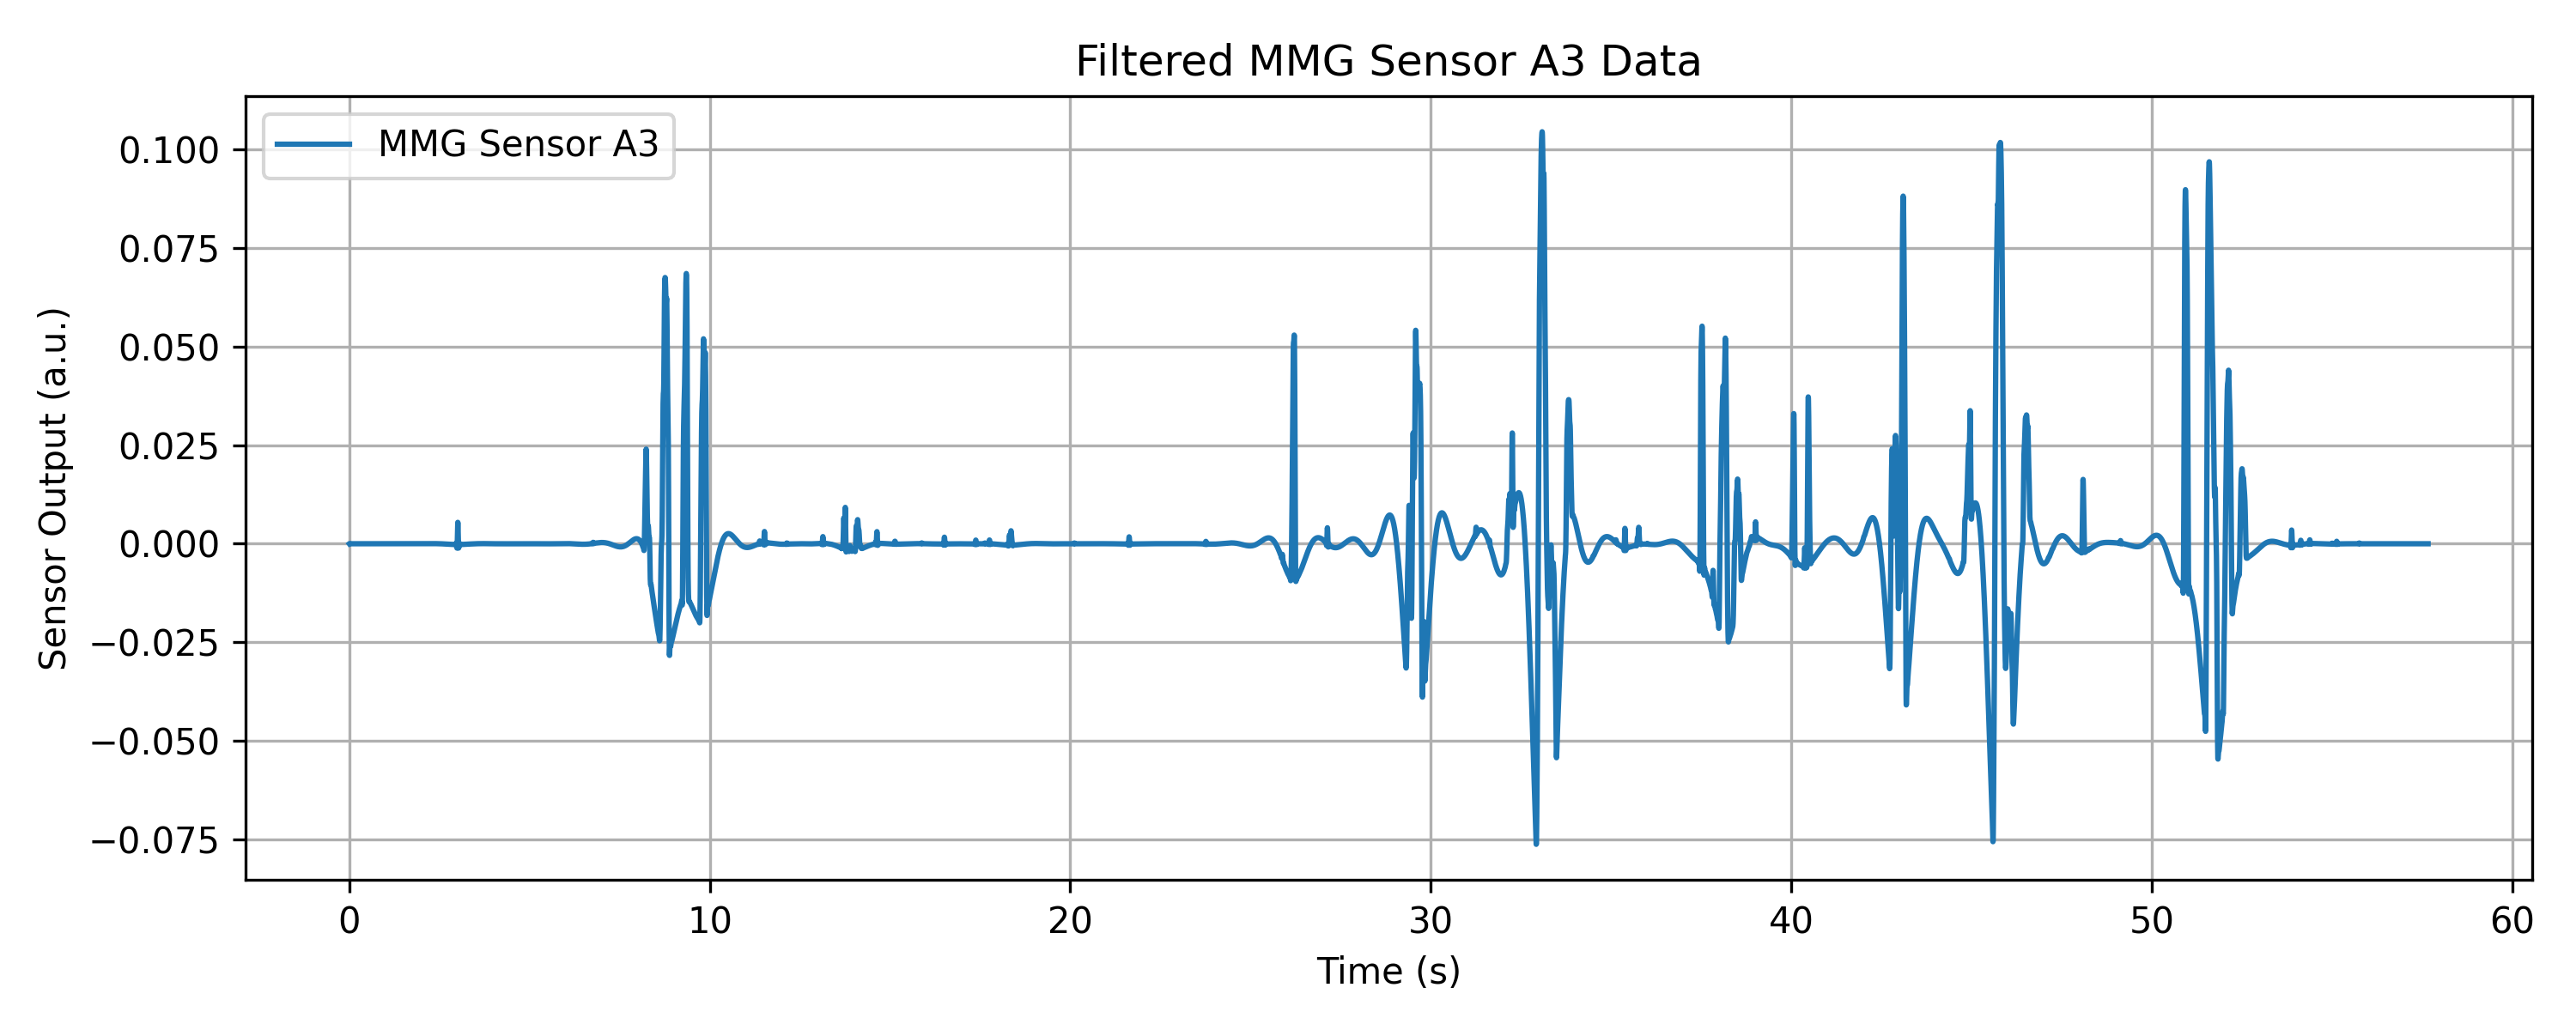 Filtered MMG Sensor A3 Data
MMG Sensor A3
Sensor Output (a.u.)
0.100
0.075
0.050
0.025
0.000
−0.025
−0.050
−0.075
0 10 20 30 40 50 60
Time (s)